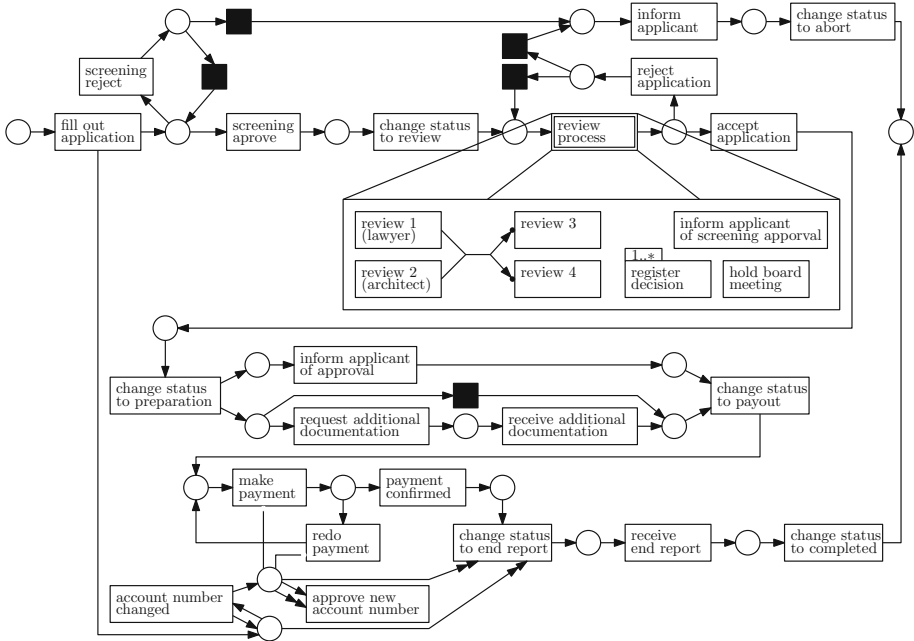 inform
applicant
change status
to abort
screening
reject
reject
application
fill out
application
screening
aprove
change status
to review
review
process
accept
application
review 1
(lawyer)
review 3
inform applicant
of screening apporval
review 2
(architect)
review 4
1..*
register
decision
hold board
meeting
inform applicant
of approval
change status
to preparation
change status
to payout
request additional
documentation
receive additional
documentation
make
payment
payment
confirmed
redo
payment
change status
to end report
receive
end report
change status
to completed
account number
changed
approve new
account number